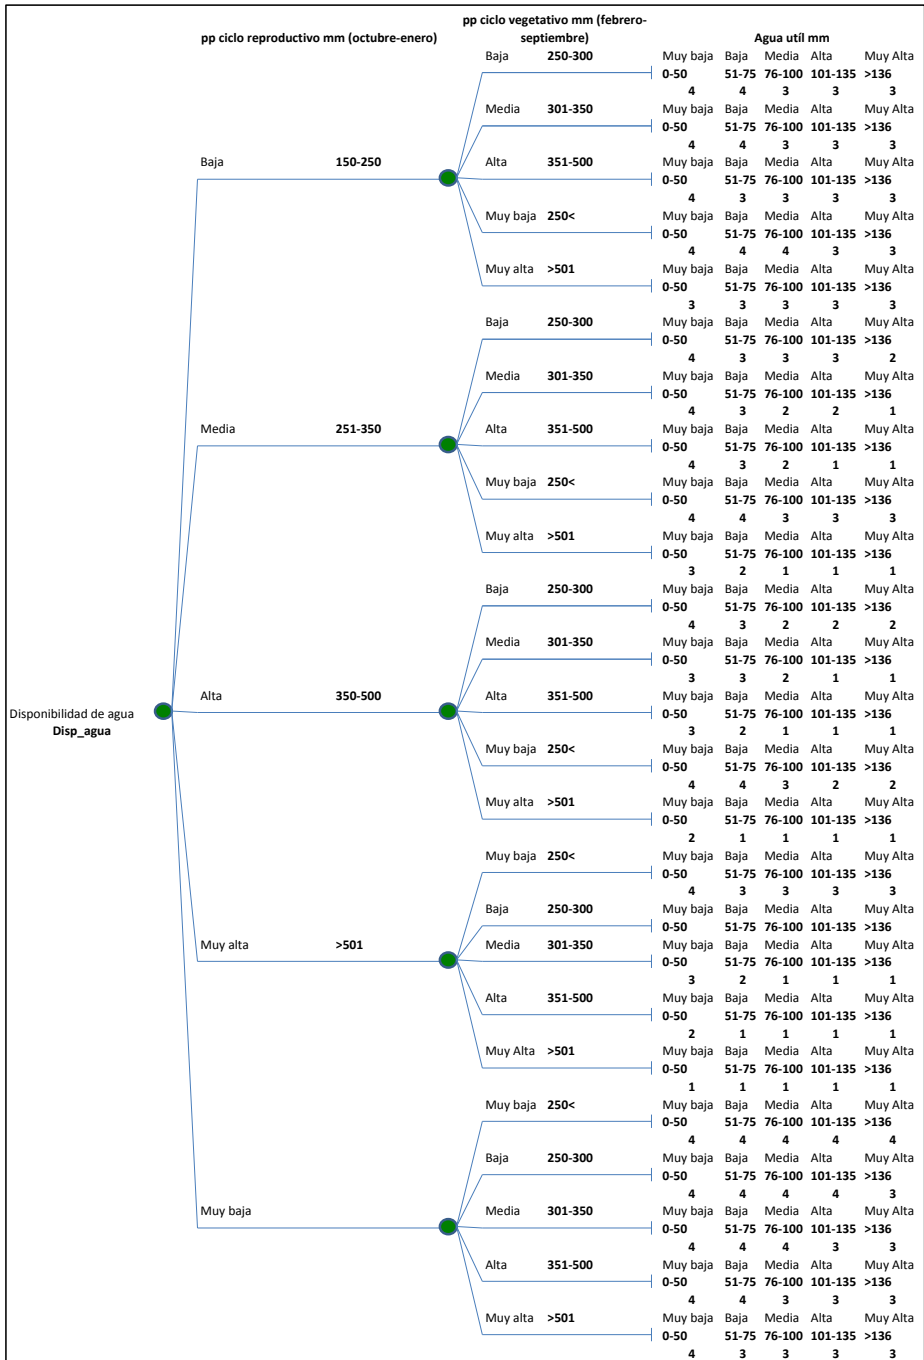 pp ciclo reproductivo mm (octubre-enero)
pp ciclo vegetativo mm (febrero-
septiembre)
Agua utíl mm
Baja 250-300 Muy baja Baja Media Alta Muy Alta
0-50 51-75 76-100 101-135 >136
4 4 3 3 3
Media 301-350 Muy baja Baja Media Alta Muy Alta
0-50 51-75 76-100 101-135 >136
4 4 3 3 3
Baja 150-250
Alta 351-500 Muy baja Baja Media Alta Muy Alta
0-50 51-75 76-100 101-135 >136
4 3 3 3 3
Muy baja 250< Muy baja Baja Media Alta Muy Alta
0-50 51-75 76-100 101-135 >136
4 4 4 3 3
Muy alta >501 Muy baja Baja Media Alta Muy Alta
0-50 51-75 76-100 101-135 >136
3 3 3 3 3
Baja 250-300 Muy baja Baja Media Alta Muy Alta
0-50 51-75 76-100 101-135 >136
4 3 3 3 2
Media 301-350 Muy baja Baja Media Alta Muy Alta
0-50 51-75 76-100 101-135 >136
4 3 2 2 1
Media 251-350
Alta 351-500 Muy baja Baja Media Alta Muy Alta
0-50 51-75 76-100 101-135 >136
4 3 2 1 1
Muy baja 250< Muy baja Baja Media Alta Muy Alta
0-50 51-75 76-100 101-135 >136
4 4 3 3 3
Muy alta >501 Muy baja Baja Media Alta Muy Alta
0-50 51-75 76-100 101-135 >136
3 2 1 1 1
Baja 250-300 Muy baja Baja Media Alta Muy Alta
0-50 51-75 76-100 101-135 >136
4 3 2 2 2
Media 301-350 Muy baja Baja Media Alta Muy Alta
0-50 51-75 76-100 101-135 >136
3 3 2 1 1
Alta 350-500
Alta 351-500 Muy baja Baja Media Alta Muy Alta
Disponibilidad de agua
Disp_agua
0-50 51-75 76-100 101-135 >136
3 2 1 1 1
Muy baja 250< Muy baja Baja Media Alta Muy Alta
0-50 51-75 76-100 101-135 >136
4 4 3 2 2
Muy alta >501 Muy baja Baja Media Alta Muy Alta
0-50 51-75 76-100 101-135 >136
2 1 1 1 1
Muy baja 250< Muy baja Baja Media Alta Muy Alta
0-50 51-75 76-100 101-135 >136
4 3 3 3 3
Baja 250-300 Muy baja Baja Media Alta Muy Alta
0-50 51-75 76-100 101-135 >136
Muy alta >501
Media 301-350 Muy baja Baja Media Alta Muy Alta
0-50 51-75 76-100 101-135 >136
3 2 1 1 1
Alta 351-500 Muy baja Baja Media Alta Muy Alta
0-50 51-75 76-100 101-135 >136
2 1 1 1 1
Muy Alta >501 Muy baja Baja Media Alta Muy Alta
0-50 51-75 76-100 101-135 >136
1 1 1 1 1
Muy baja 250< Muy baja Baja Media Alta Muy Alta
0-50 51-75 76-100 101-135 >136
4 4 4 4 4
Baja 250-300 Muy baja Baja Media Alta Muy Alta
0-50 51-75 76-100 101-135 >136
4 4 4 4 3
Muy baja
Media 301-350 Muy baja Baja Media Alta Muy Alta
0-50 51-75 76-100 101-135 >136
4 4 4 3 3
Alta 351-500 Muy baja Baja Media Alta Muy Alta
0-50 51-75 76-100 101-135 >136
4 4 3 3 3
Muy alta >501 Muy baja Baja Media Alta Muy Alta
0-50 51-75 76-100 101-135 >136
4 3 3 3 3